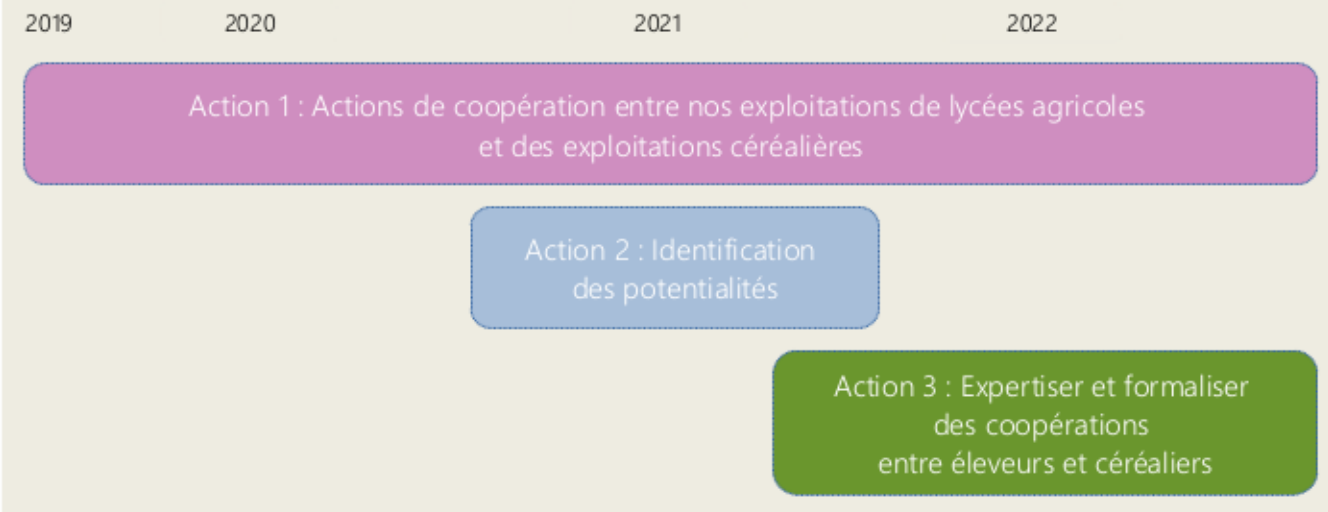 2019 2020 2021 2022
Action 1 : Actions de coopération entre nos exploitations de lycées agricoles
et des exploitations céréalières
Action 2 : Identification
des potentialités
Action 3 : Expertiser et formaliser
des coopérations
entre éleveurs et céréaliers